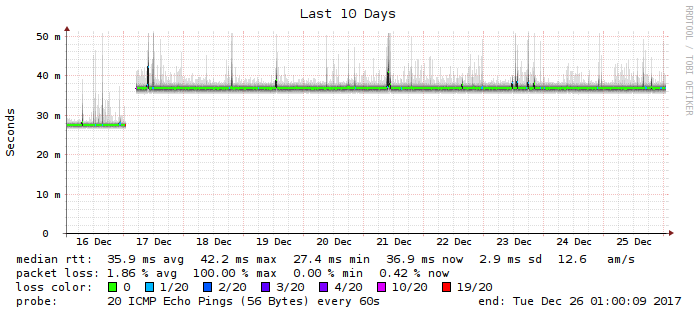 Last 10 Days
RRDTOOL / TOBI OETIKER
Seconds
50 m
40 m
30 m
20 m
10 m
0
16 Dec 17 Dec 18 Dec 19 Dec 20 Dec 21 Dec 22 Dec 23 Dec 24 Dec 25 Dec
median rtt: 35.9 ms avg 42.2 ms max 27.4 ms min 36.9 ms now 2.9 ms sd 12.6 am/s
packet loss: 1.86 % avg 100.00 % max 0.00 % min 0.42 % now
loss color: 0 1/20 2/20 3/20 4/20 10/20 19/20
probe: 20 ICMP Echo Pings (56 Bytes) every 60s end: Tue Dec 26 01:00:09 2017